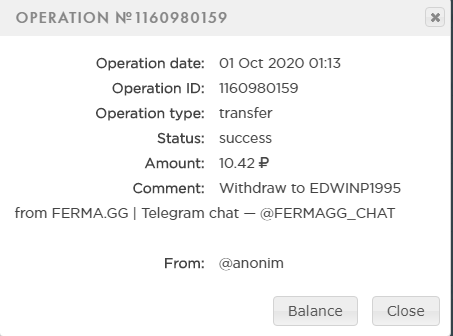 OPERATION №1160980159
Operation date: 01 Oct 2020 01:13
Operation ID: 1160980159
Operation type: transfer
Status: success
Amount: 10.42 ₽
Comment: Withdraw to EDWINP1995
from FERMA.GG | Telegram chat — @FERMAGG_CHAT
From: @anonim
Balance
Close